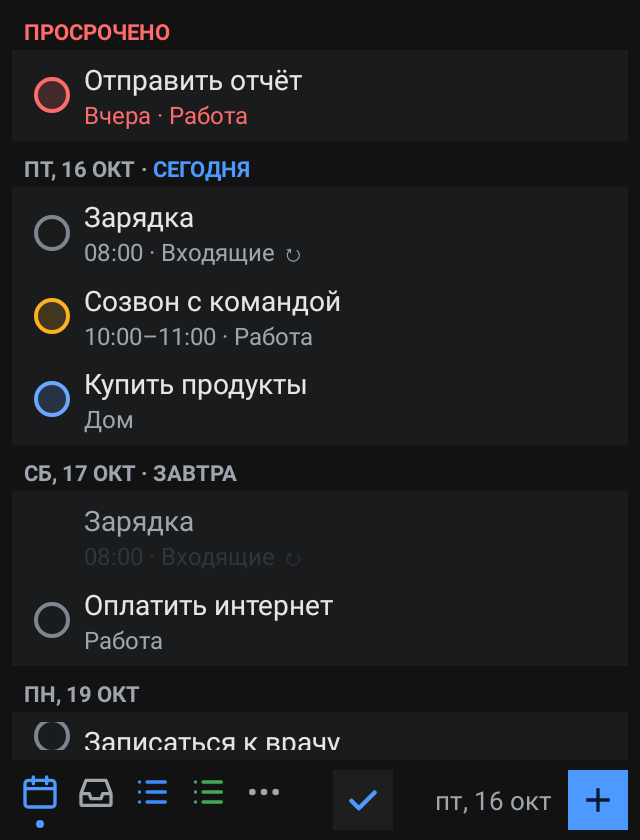 ПРОСРОЧЕНО
Отправить отчёт
Вчера · Работа
ПТ, 16 ОКТ · СЕГОДНЯ
Зарядка
08:00 · Входящие
Созвон с командой
10:00–11:00 · Работа
Купить продукты
Дом
СБ, 17 ОКТ · ЗАВТРА
Зарядка
08:00 · Входящие
Оплатить интернет
Работа
ПН, 19 ОКТ
Записаться к врачу
пт, 16 окт